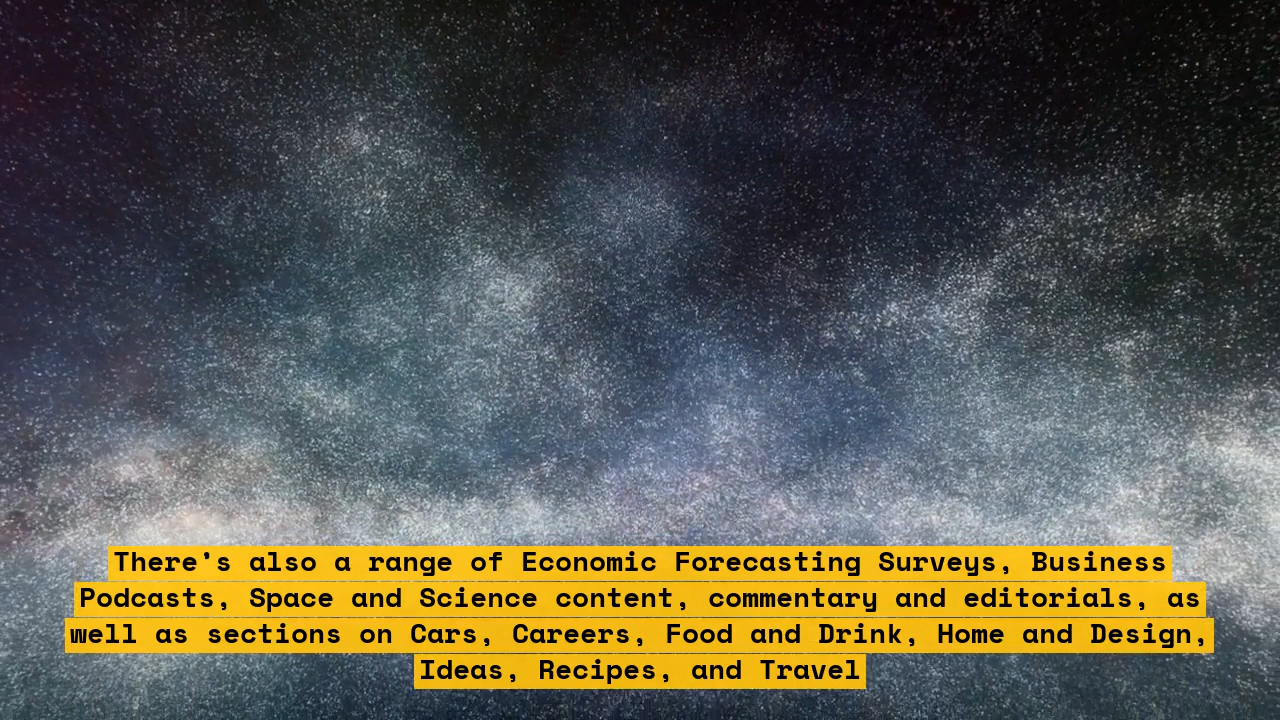 There's also a range of Economic Forecasting Surveys, Business
Podcasts, Space and Science content, commentary and editorials, as
well as sections on Cars, Careers, Food and Drink, Home and Design,
Ideas, Recipes, and Travel